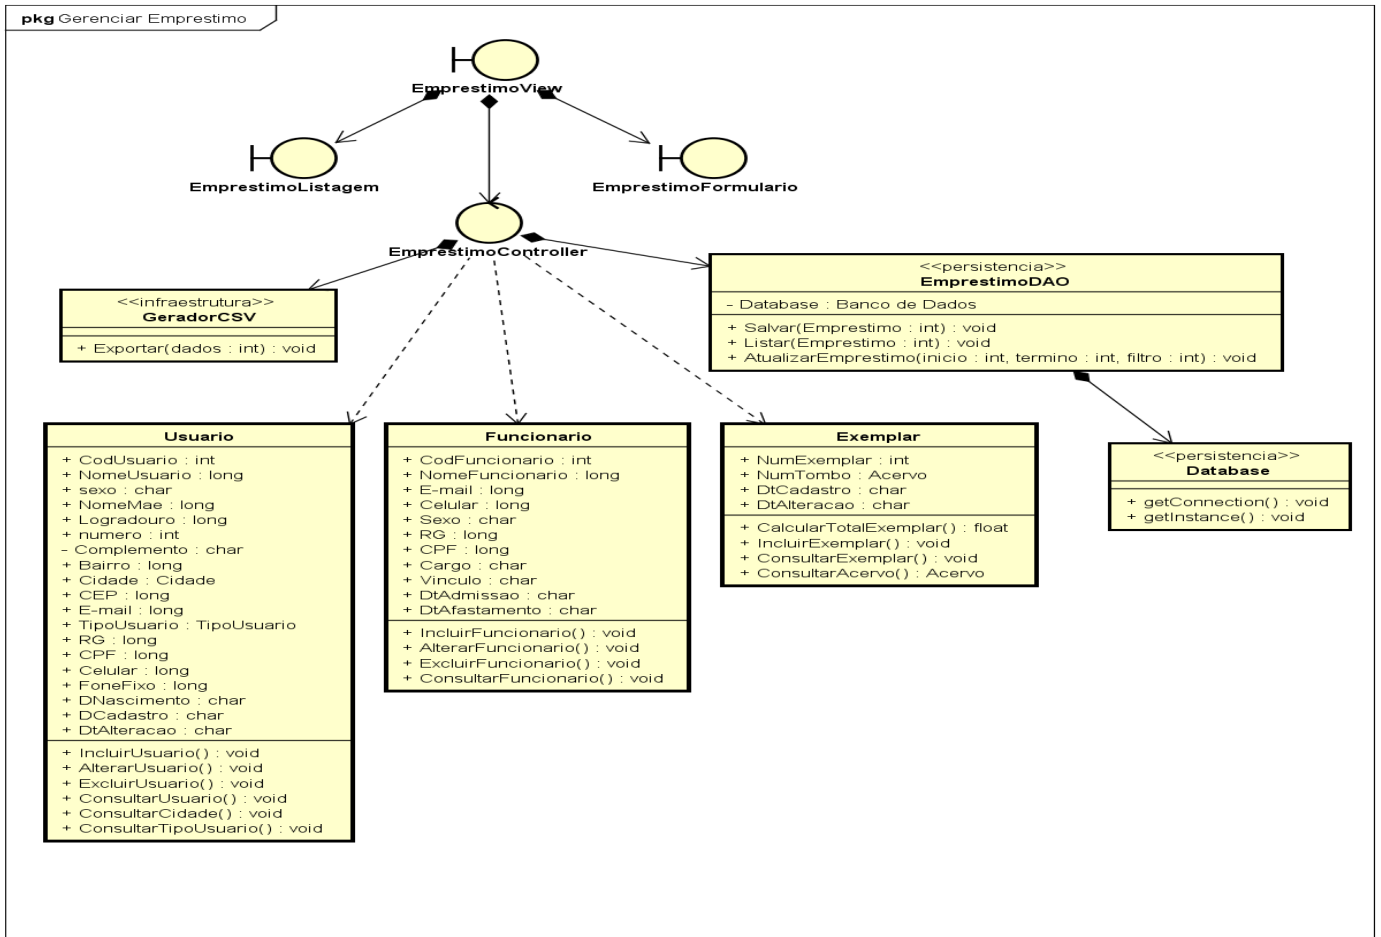 pkg Gerenciar Emprestimo
EmprestimoView
EmprestimoListagem
EmprestimoFormulario
EmprestimoController
<<infraestrutura>>
GeradorCSV
+ Exportar(dados : int) : void
<<persistencia>>
EmprestimoDAO
- Database : Banco de Dados
+ Salvar(Emprestimo : int) : void
+ Listar(Emprestimo : int) : void
+ AtualizarEmprestimo(inicio : int, termino : int, filtro : int) : void
Usuario
+ CodUsuario : int
+ NomeUsuario : long
+ sexo : char
+ NomeMae : long
+ Logradouro : long
+ numero : int
- Complemento : char
+ Bairro : long
+ Cidade : Cidade
+ CEP : long
+ E-mail : long
+ TipoUsuario : TipoUsuario
+ RG : long
+ CPF : long
+ Celular : long
+ FoneFixo : long
+ DNascimento : char
+ DCadastro : char
+ DtAlteracao : char
+ IncluirUsuario() : void
+ AlterarUsuario() : void
+ ExcluirUsuario() : void
+ ConsultarUsuario() : void
+ ConsultarCidade() : void
+ ConsultarTipoUsuario() : void
Funcionario
+ CodFuncionario : int
+ NomeFuncionario : long
+ E-mail : long
+ Celular : long
+ Sexo : char
+ RG : long
+ CPF : long
+ Cargo : char
+ Vinculo : char
+ DtAdmissao : char
+ DtAfastamento : char
+ IncluirFuncionario() : void
+ AlterarFuncionario() : void
+ ExcluirFuncionario() : void
+ ConsultarFuncionario() : void
Exemplar
+ NumExemplar : int
+ NumTombo : Acervo
+ DtCadastro : char
+ DtAlteracao : char
+ CalcularTotalExemplar() : float
+ IncluirExemplar() : void
+ ConsultarExemplar() : void
+ ConsultarAcervo() : Acervo
<<persistencia>>
Database
+ getConnection() : void
+ getInstance() : void